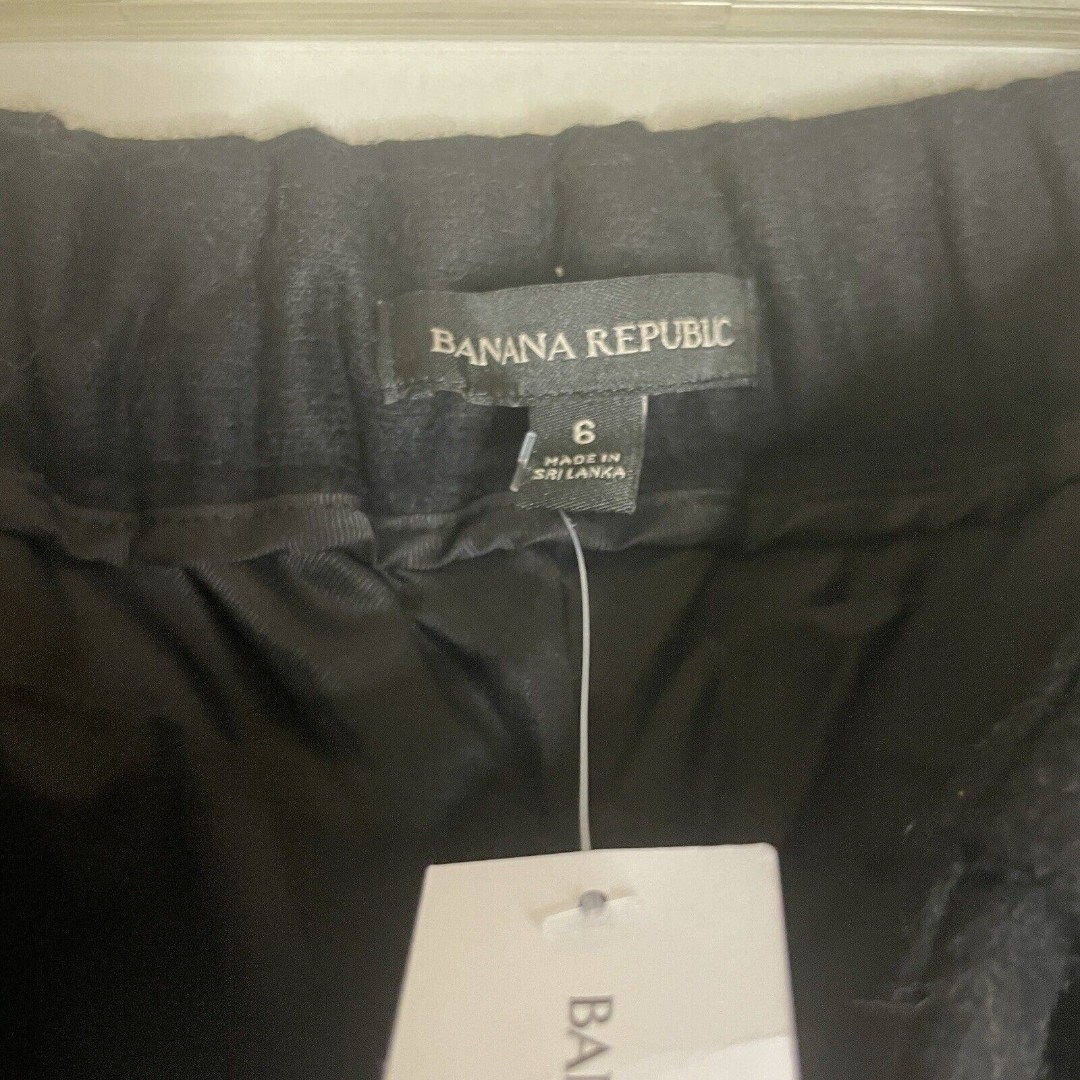 BANANA REPUBLIC
6
MADE IN
SRI LANKA
BA